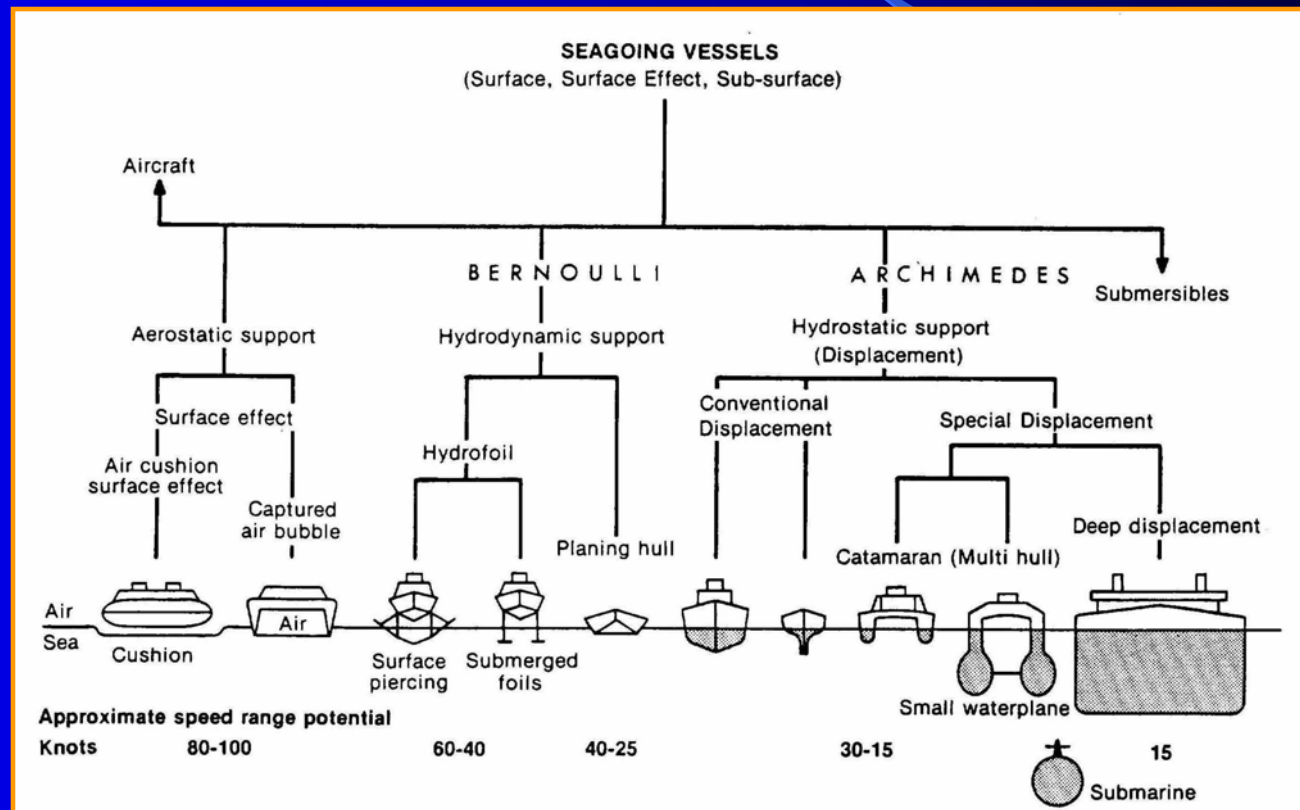 SEAGOING VESSELS
(Surface, Surface Effect, Sub-surface)
Aircraft
BERNOULLI
ARCHIMEDES
Submersibles
Aerostatic support
Hydrodynamic support
Hydrostatic support
(Displacement)
Surface effect
Conventional
Displacement
Special Displacement
Hydrofoil
Air cushion
surface effect
Captured
air bubble
Planing hull
Catamaran (Multi hull)
Deep displacement
Air
Sea
Air
Cushion
Surface
piercing
Submerged
foils
Small waterplane
Approximate speed range potential
Knots 80-100 60-40 40-25 30-15 15
Submarine